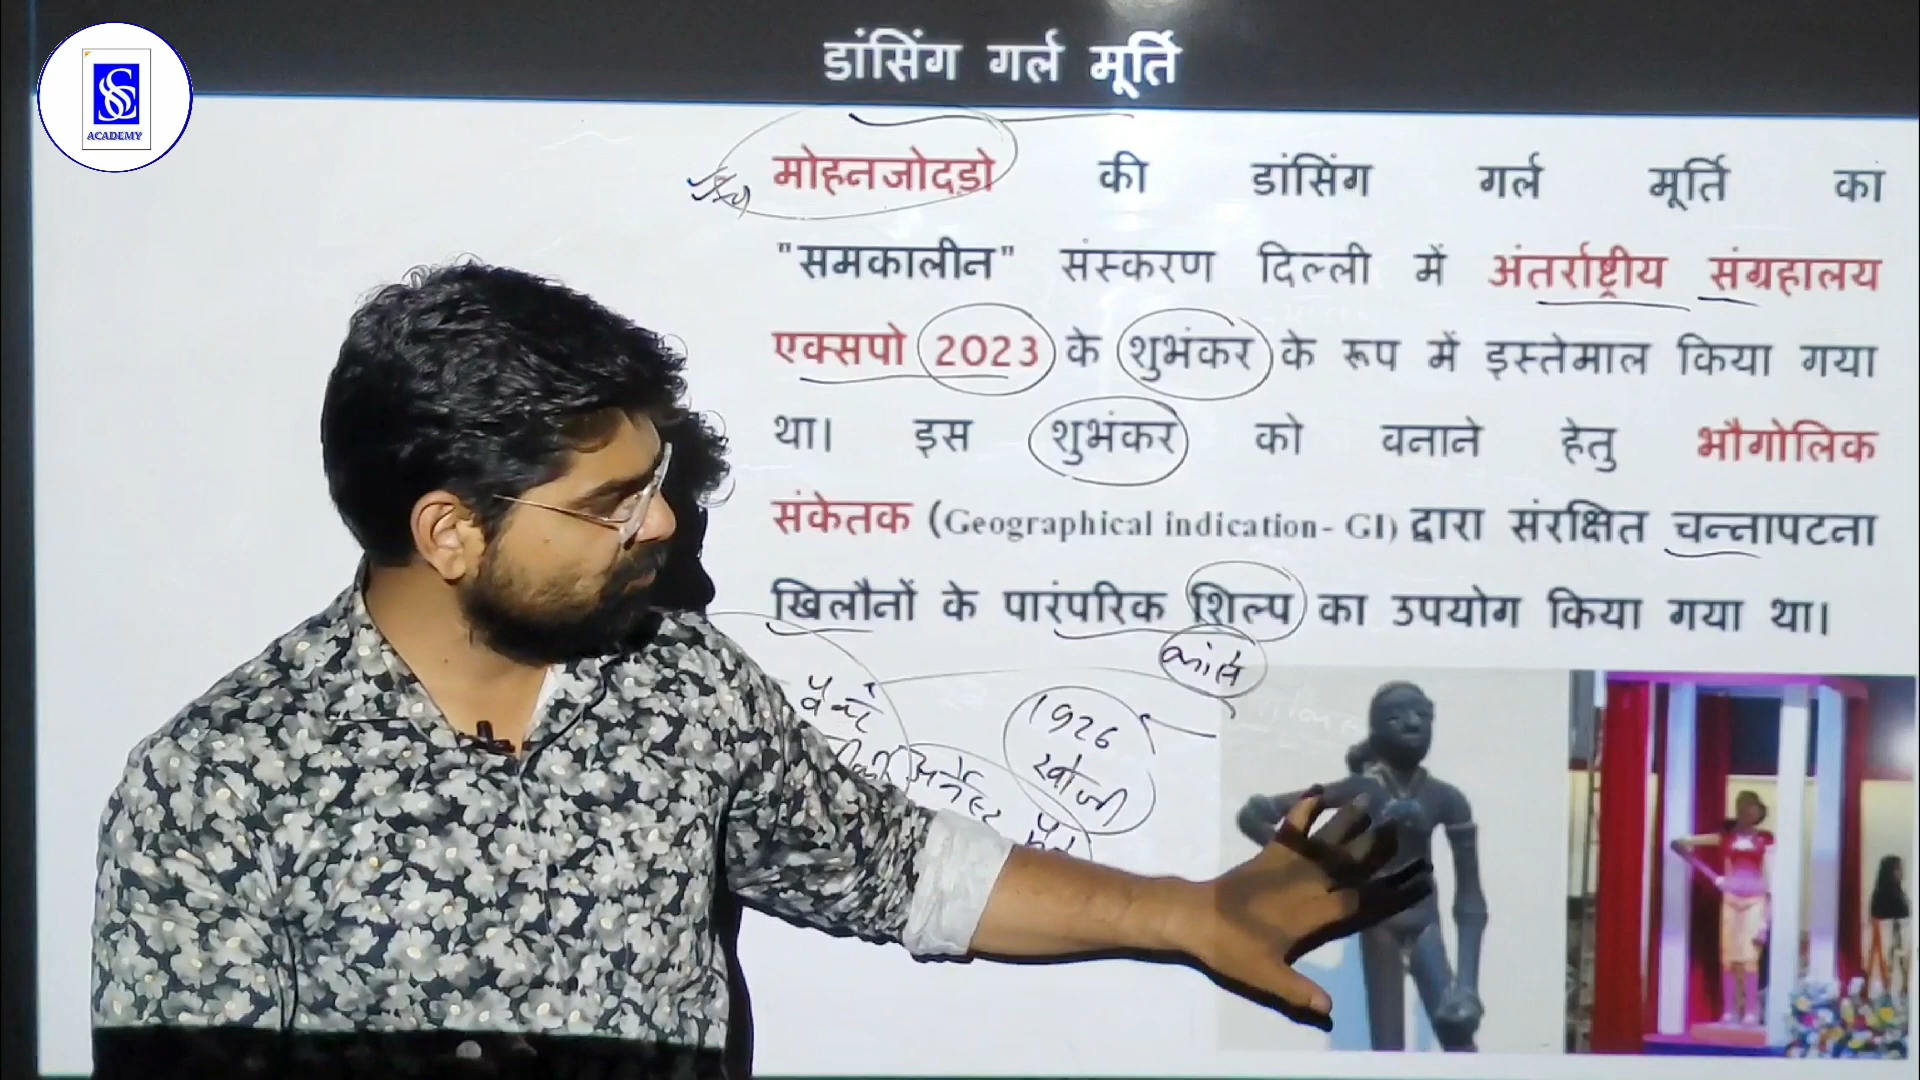 डांसिंग गर्ल मूर्ति
ACADEMY
मोहनजोदडो की डांसिंग गर्ल मूर्ति का
"समकालीन" संस्करण दिल्ली में अंतर्राष्ट्रीय संग्रहालय
एक्सपो 2023 के शुभंकर के रूप में इस्तेमाल किया गया
था। इस शुभंकर को बनाने हेतु भौगोलिक
संकेतक (Geographical indication- GI) द्वारा संरक्षित चन्नापटना
खिलौनों के पारंपरिक शिल्प का उपयोग किया गया था।
1926
खोजी
अर्नेस्ट